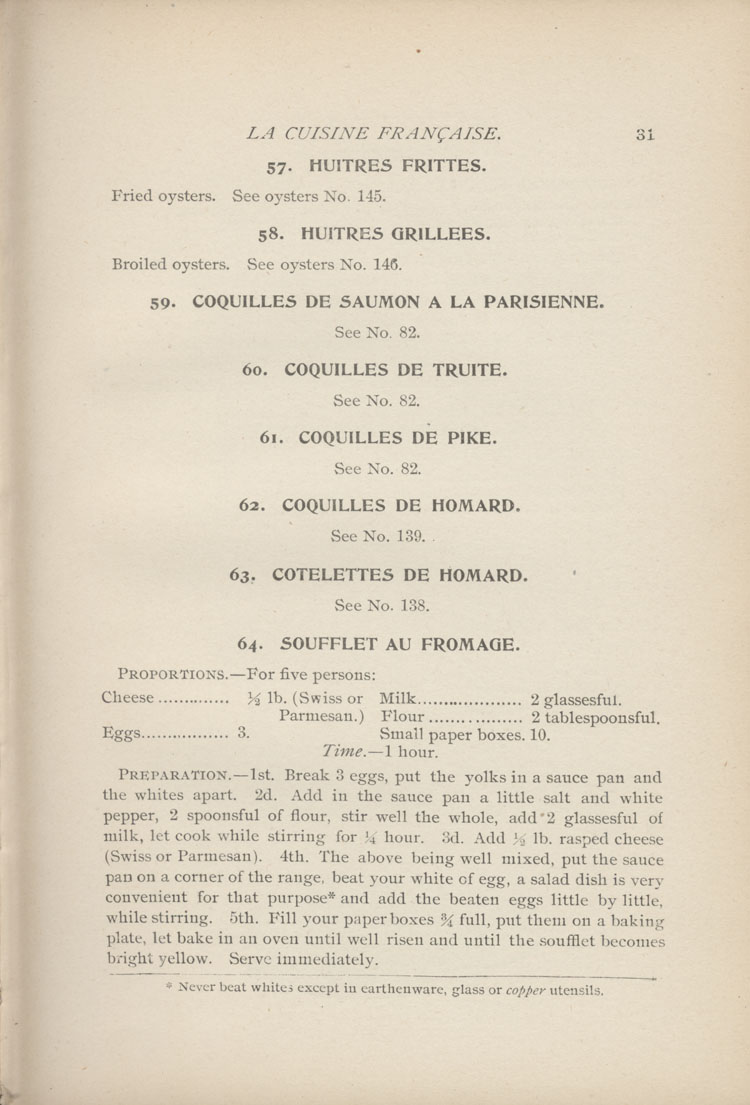 LA CUISINE FRANÇAISE. 31
57. HUITRES FRITTES.
Fried oysters. See oysters No. 145.
58. HUITRES GRILLEES.
Broiled oysters. See oysters No. 146.
59. COQUILLES DE SAUMON A LA PARISIENNE.
See No. 82.
60. COQUILLES DE TRUITE.
See No. 82.
61. COQUILLES DE PIKE.
See No. 82.
62. COQUILLES DE HOMARD.
See No. 139.
63. COTELETTES DE HOMARD.
See No. 138.
64. SOUFFLET AU FROMAGE.
PROPORTIONS.—For five persons:
Cheese .............. ½ lb. (Swiss or Milk.................... 2 glassesful.
Parmesan.) Flour ................. 2 tablespoonsful.
Eggs................. 3. Small paper boxes. 10.
Time.—1 hour.
PREPARATION.—1st. Break 3 eggs, put the yolks in a sauce pan and
the whites apart. 2d. Add in the sauce pan a little salt and white
pepper, 2 spoonsful of flour, stir well the whole, add 2 glassesful of
milk, let cook while stirring for ¼ hour. 3d. Add ½ lb. rasped cheese
(Swiss or Parmesan). 4th. The above being well mixed, put the sauce
pan on a corner of the range, beat your white of egg, a salad dish is very
convenient for that purpose* and add the beaten eggs little by little,
while stirring. 5th. Fill your paper boxes ¾ full, put them on a baking
plate, let bake in an oven until well risen and until the soufflet becomes
bright yellow. Serve immediately.
* Never beat whites except in earthenware, glass or copper utensils.